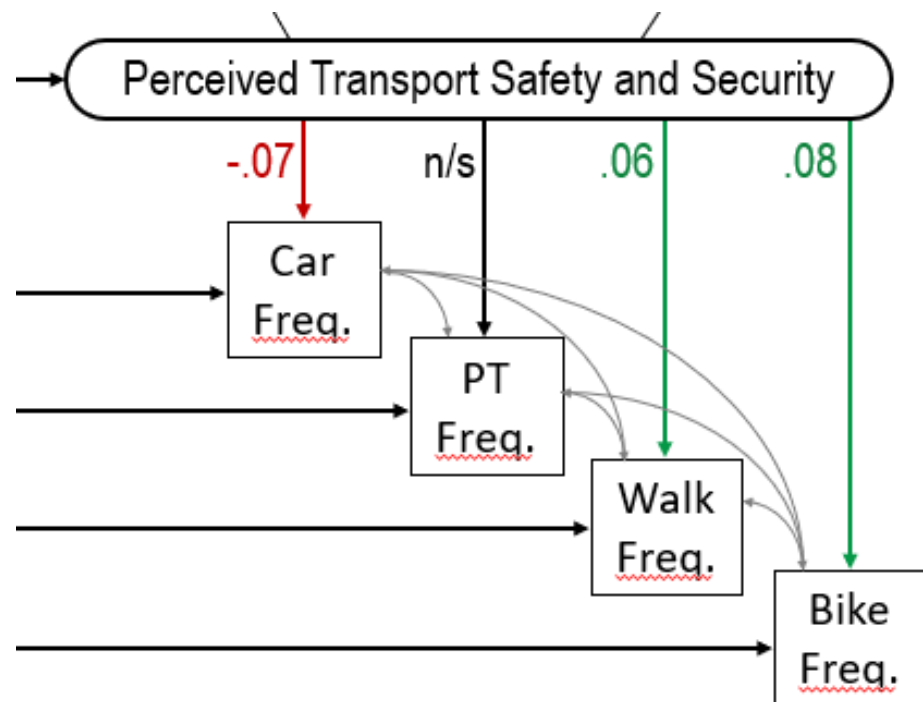 Perceived Transport Safety and Security
-.07
n/s
.06
.08
Car
Freq.
PT
Freq.
Walk
Freq.
Bike
Freq.